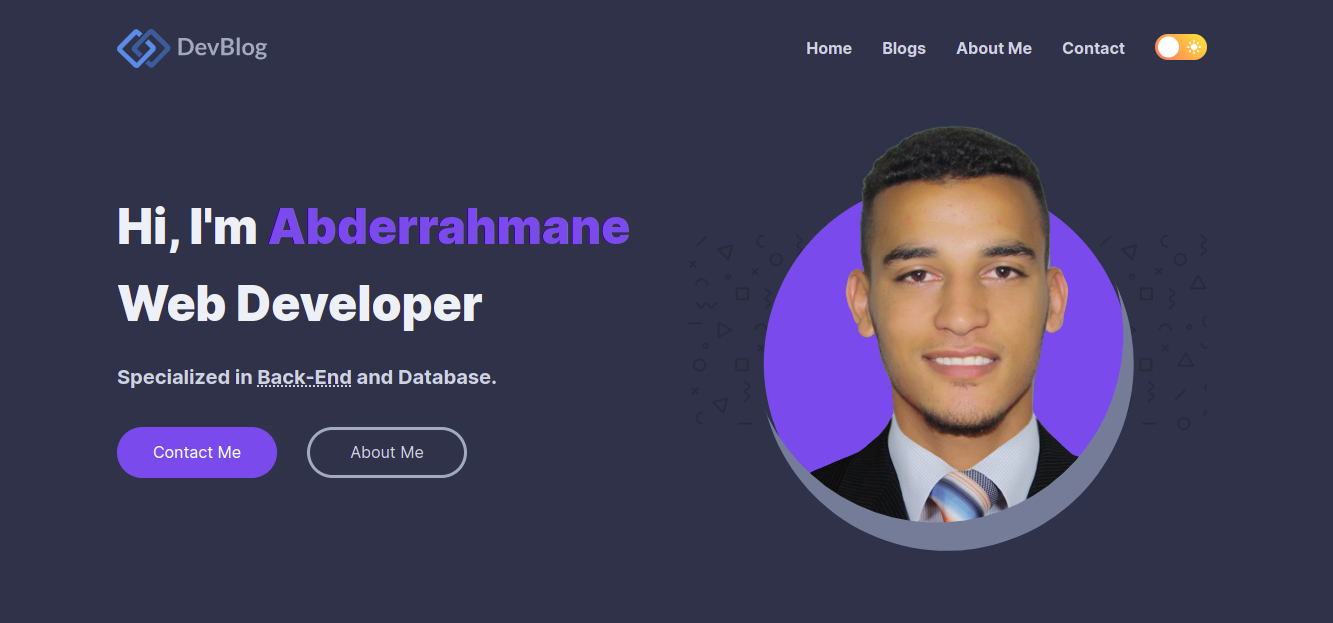 DevBlog
Home Blogs About Me Contact
Hi, I'm Abderrahmane
Web Developer
Specialized in Back-End and Database.
Contact Me About Me